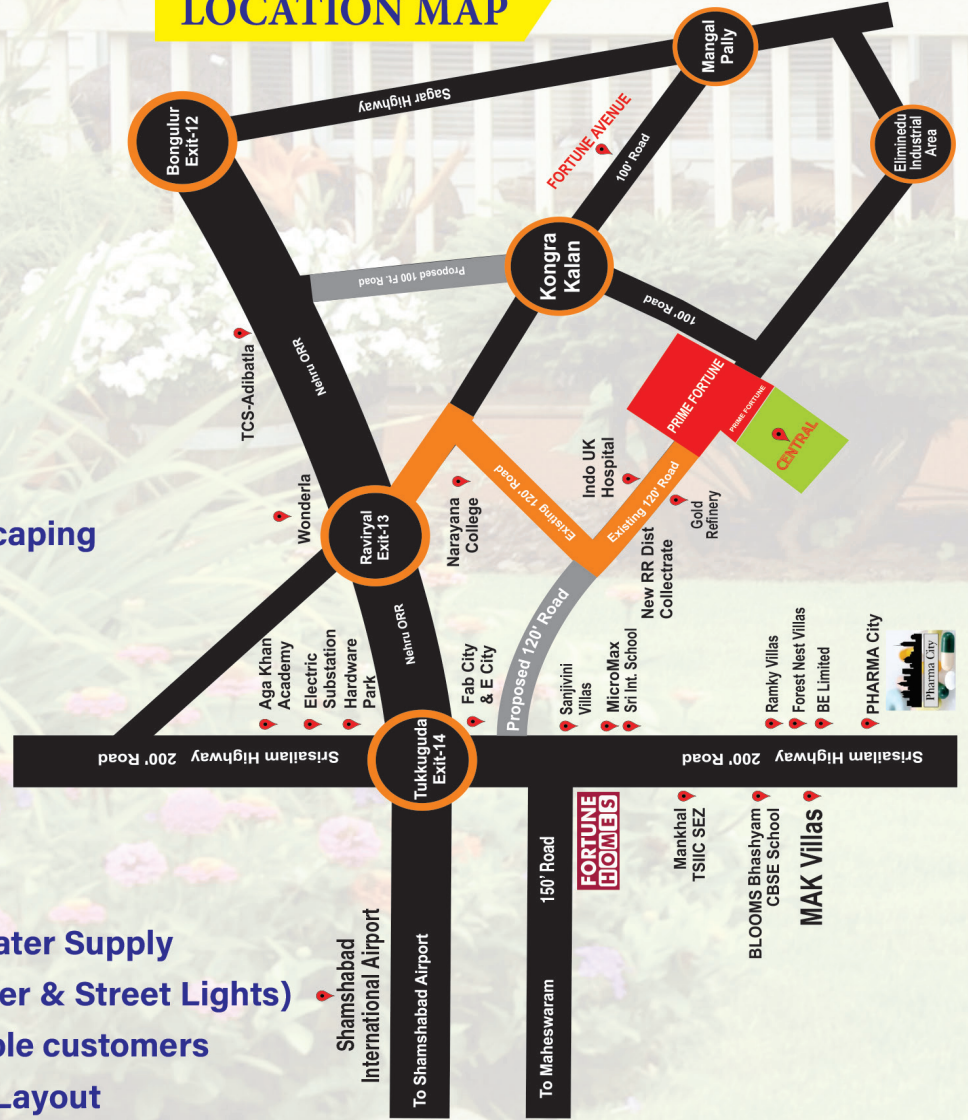 LOCATION MAP
Mangal
Pally
Bongulur
Exit-12
Sagar Highway
FORTUNE AVENUE
100' Road
Eliminedu
Industrial
Area
Kongra
Kalan
Proposed 100 Ft. Road
100' Road
TCS-Adibatla
Nehru ORR
PRIME FORTUNE
PRIME FORTUNE
CENTRAL
Wonderla
Raviryal
Exit-13
Narayana
College
Existing 120' Road
Indo UK
Hospital
Existing 120' Road
Gold
Refinery
New RR Dist
Collectrate
caping
Nehru ORR
Proposed 120' Road
Aga Khan
Academy
Electric
Substation
Hardware
Park
Fab City
& E City
Sanjivini
Villas
MicroMax
Sri Int. School
Ramky Villas
Forest Nest Villas
BE Limited
PHARMA City
Pharma City
200' Road
Srisailam Highway
Tukkuguda
Exit-14
200' Road
Srisailam Highway
150' Road
FORTUNE
HOMES
Mankhal
TSIIC SEZ
BLOOMS Bhashyam
CBSE School
MAK Villas
Shamshabad
International Airport
To Shamshabad Airport
To Maheswaram
ater Supply
er & Street Lights)
ble customers
Layout